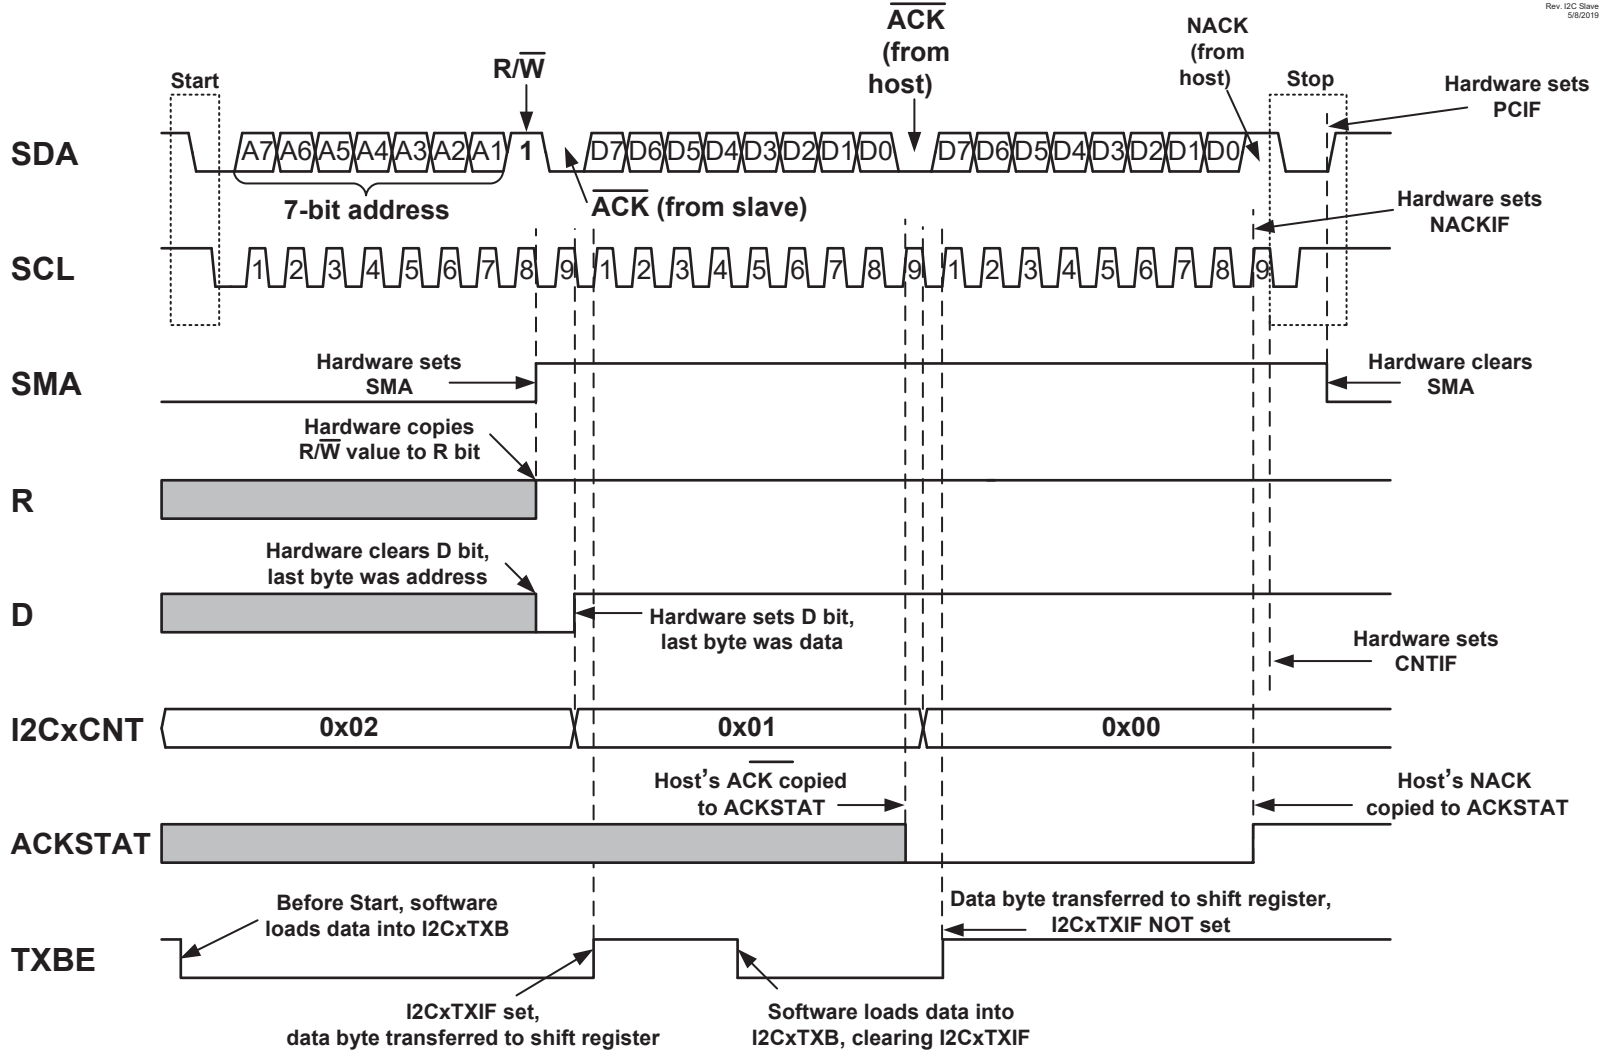 Rev. I2C Slave
5/8/2019
ACK
(from
host)
NACK
(from
host)
R/W
Start
Stop
Hardware sets
PCIF
SDA
A7 A6 A5 A4 A3 A2 A1 1 D7 D6 D5 D4 D3 D2 D1 D0 D7 D6 D5 D4 D3 D2 D1 D0
7-bit address
ACK (from slave)
Hardware sets
NACKIF
SCL
1 2 3 4 5 6 7 8 9 1 2 3 4 5 6 7 8 9 1 2 3 4 5 6 7 8 9
SMA
Hardware sets
SMA
Hardware clears
SMA
Hardware copies
R/W value to R bit
R
Hardware clears D bit,
last byte was address
D
Hardware sets D bit,
last byte was data
Hardware sets
CNTIF
I2CxCNT
0x02 0x01 0x00
Host's ACK copied
to ACKSTAT
Host's NACK
copied to ACKSTAT
ACKSTAT
Before Start, software
loads data into I2CxTXB
Data byte transferred to shift register,
I2CxTXIF NOT set
TXBE
I2CxTXIF set,
data byte transferred to shift register
Software loads data into
I2CxTXB, clearing I2CxTXIF